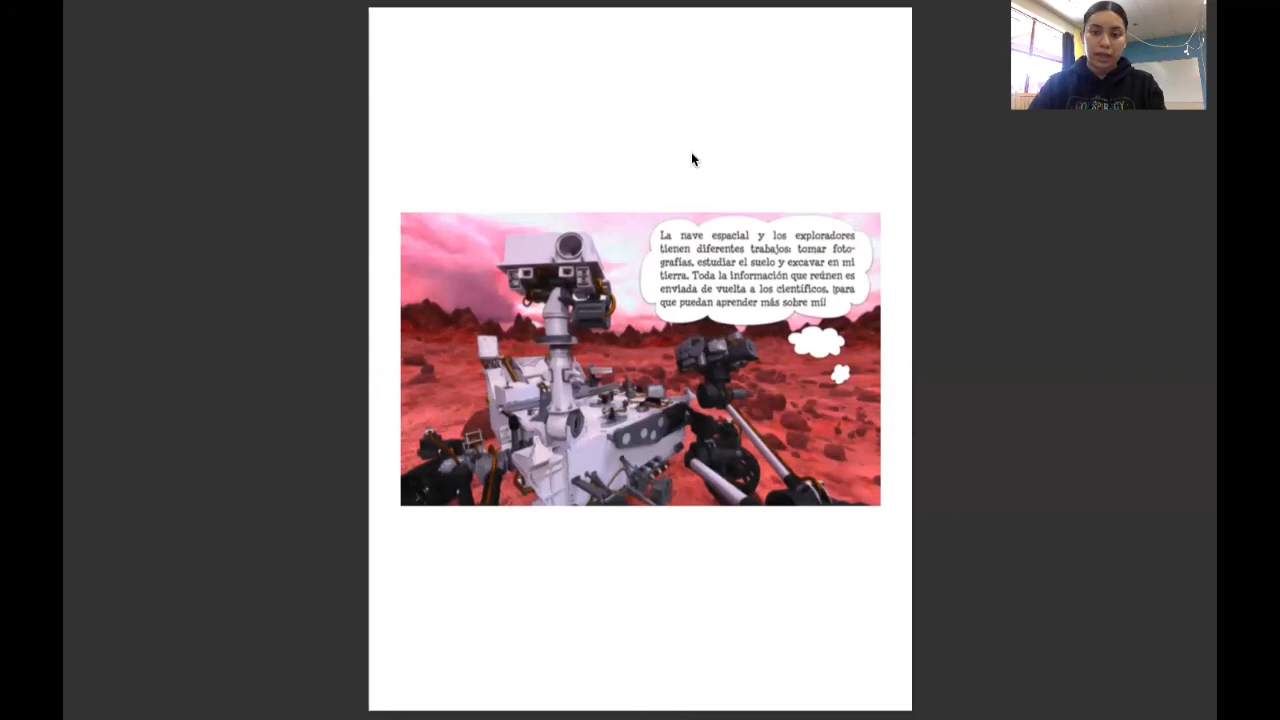 La nave espacial y los exploradores
tienen diferentes trabajos: tomar foto-
grafías, estudiar el suelo y excavar en mi
tierra. Toda la información que reúnen es
enviada de vuelta a los científicos, ¡para
que puedan aprender más sobre mí!
CONSPIRACY